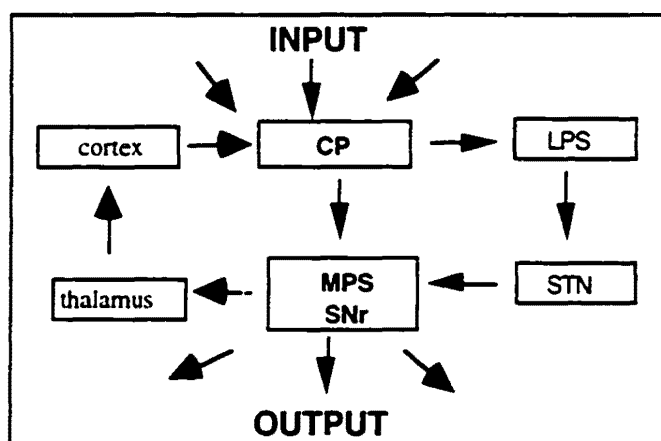 INPUT
cortex
CP
LPS
thalamus
MPS
SNr
STN
OUTPUT